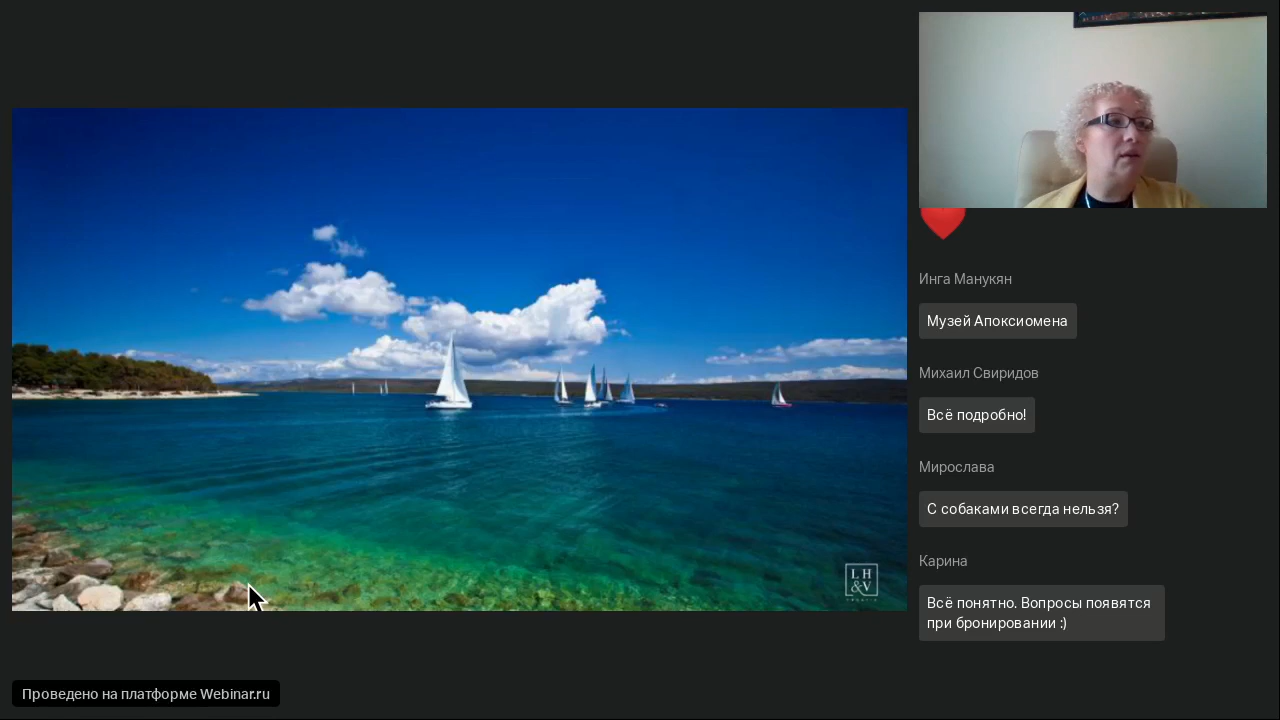 Инга Манукян
Музей Апоксиомена
Михаил Свиридов
Всё подробно!
Мирослава
С собаками всегда нельзя?
Карина
Всё понятно. Вопросы появятся
при бронировании :)
L H
& V
Проведено на платформе Webinar.ru